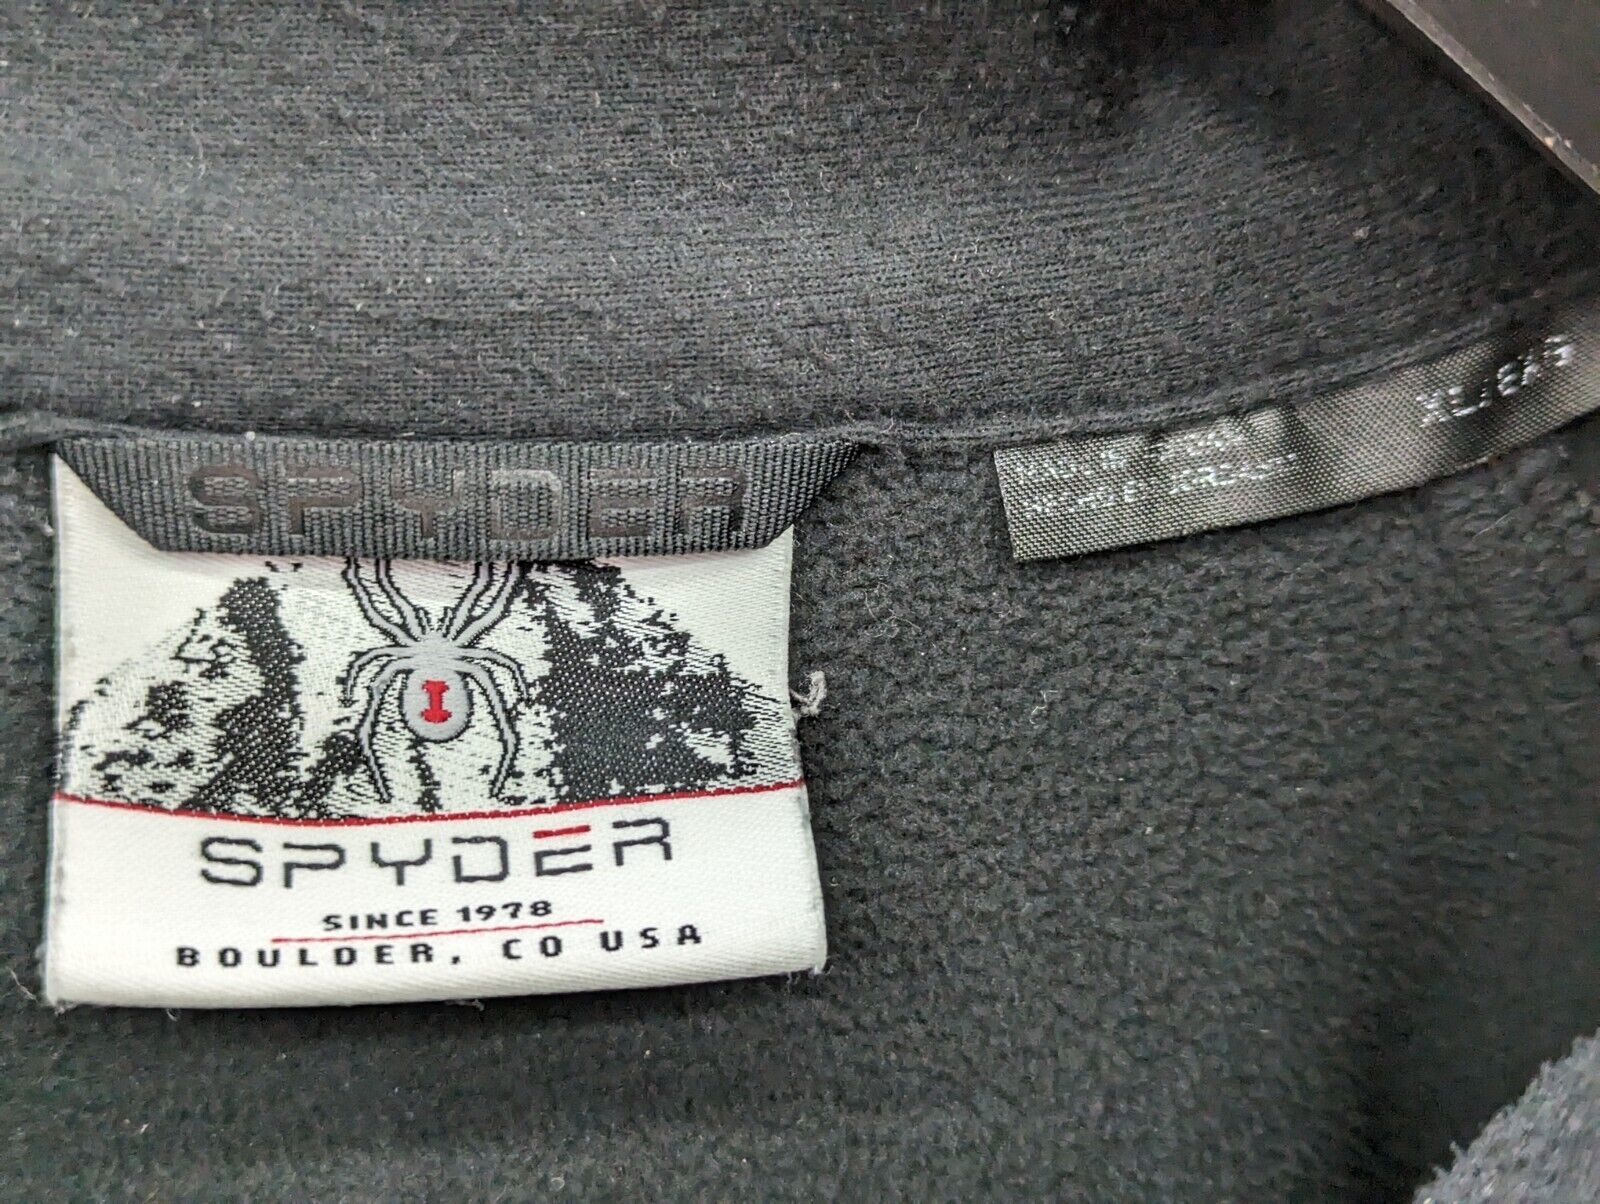 SPYDER
SPYDER
SINCE 1978
BOULDER, CO USA
XL/